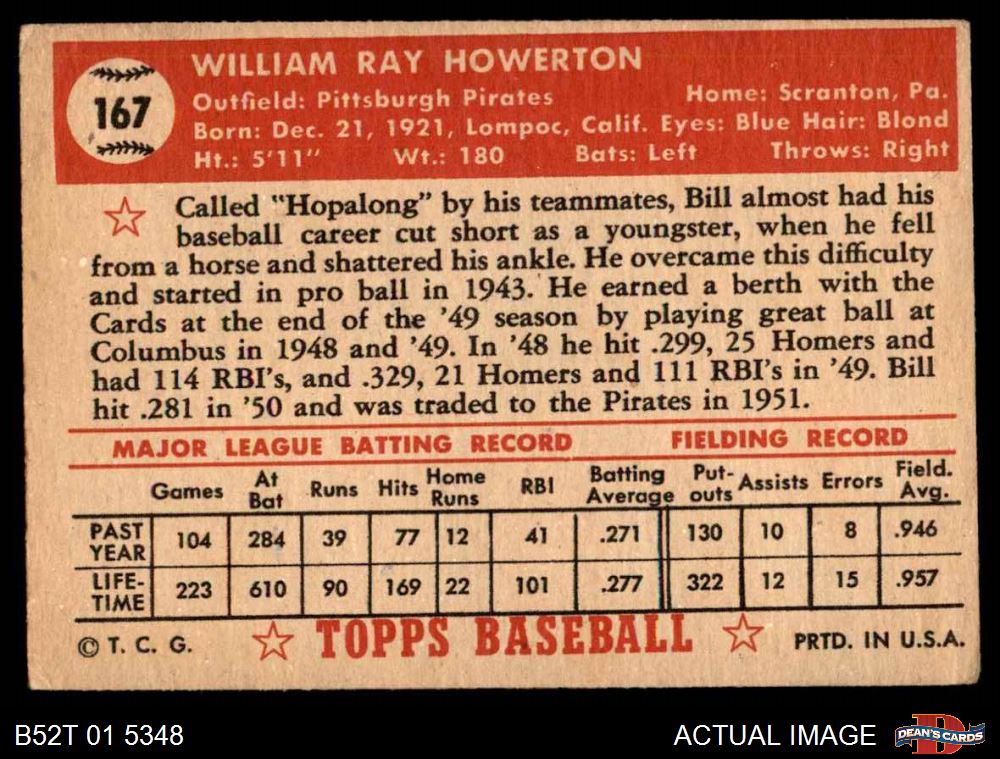 167
WILLIAM RAY HOWERTON
Outfield: Pittsburgh Pirates Home: Scranton, Pa.
Born: Dec. 21, 1921, Lompoc, Calif. Eyes: Blue Hair: Blond
Ht.: 5'11" Wt.: 180 Bats: Left Throws: Right
Called "Hopalong" by his teammates, Bill almost had his
baseball career cut short as a youngster, when he fell
from a horse and shattered his ankle. He overcame this difficulty
and started in pro ball in 1943. He earned a berth with the
Cards at the end of the '49 season by playing great ball at
Columbus in 1948 and '49. In '48 he hit .299, 25 Homers and
had 114 RBI's, and .329, 21 Homers and 111 RBI's in '49. Bill
hit .281 in '50 and was traded to the Pirates in 1951.
MAJOR LEAGUE BATTING RECORD FIELDING RECORD
Games At Bat Runs Hits Home Runs RBI Batting Average Put-outs Assists Errors Field. Avg.
PAST YEAR 104 284 39 77 12 41 .271 130 10 8 .946
LIFE-TIME 223 610 90 169 22 101 .277 322 12 15 .957
© T. C. G. TOPPS BASEBALL PRTD. IN U.S.A.
B52T 01 5348 ACTUAL IMAGE DEAN'S CARDS